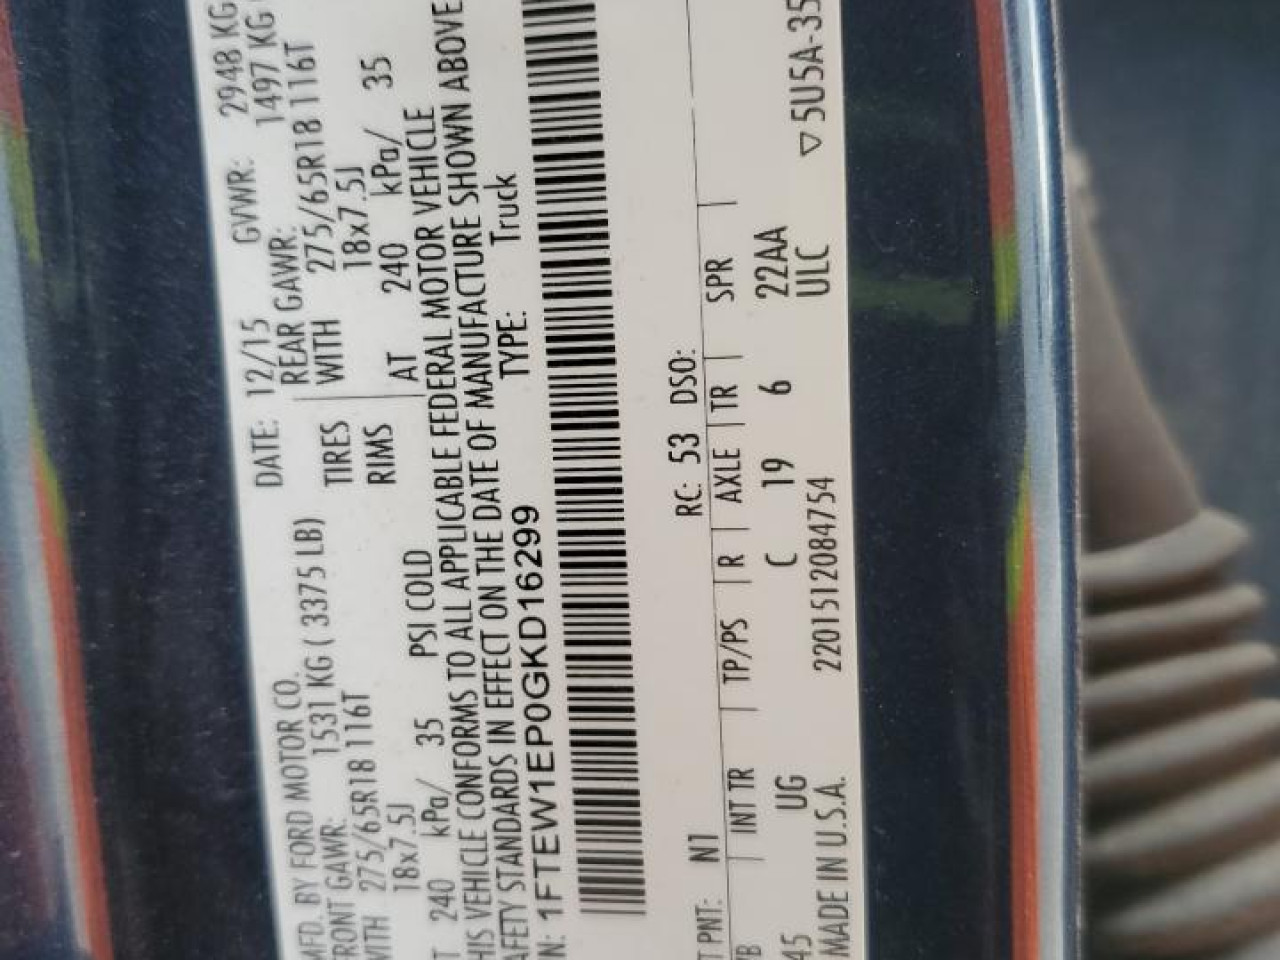 MFD. BY FORD MOTOR CO. DATE: 12/15 GVWR: 2948 KG
FRONT GAWR: 1531 KG ( 3375 LB) REAR GAWR: 1497 KG
WITH 275/65R18 116T TIRES WITH 275/65R18 116T
18x7.5J RIMS 18x7.5J
T 240 kPa/ 35 PSI COLD AT 240 kPa/ 35
HIS VEHICLE CONFORMS TO ALL APPLICABLE FEDERAL MOTOR VEHICLE
AFETY STANDARDS IN EFFECT ON THE DATE OF MANUFACTURE SHOWN ABOVE
N: 1FTEW1EP0GKD16299 TYPE: Truck
T PNT: N1 RC: 53 DSO:
WB INT TR TP/PS R AXLE TR SPR
45 UG C 19 6 22AA
MADE IN U.S.A. 2201512084754 ULC ▽ 5U5A-35